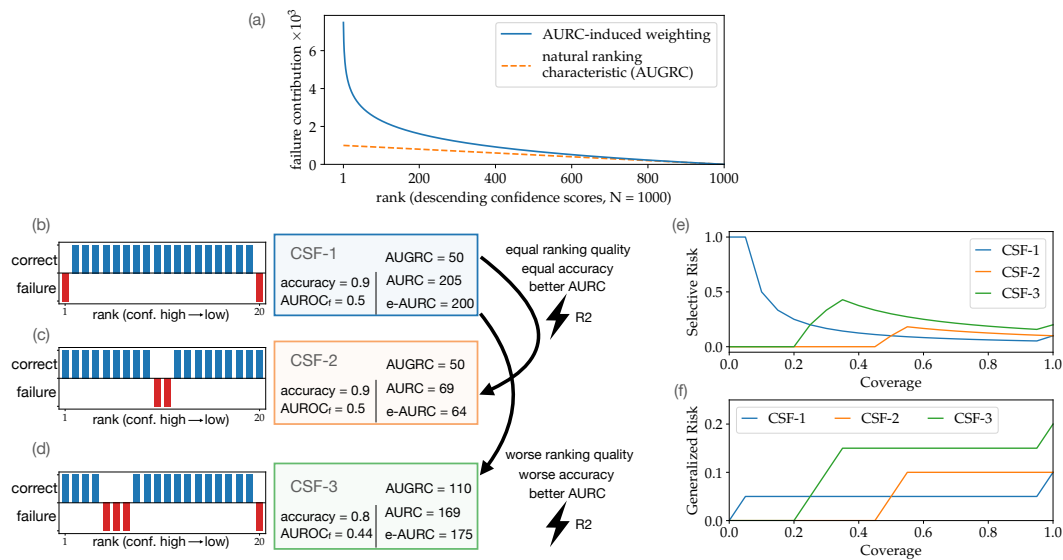 (a)
failure contribution ×10³
6
4
2
0
AURC-induced weighting
natural ranking
characteristic (AUGRC)
1
200
400
600
800
1000
rank (descending confidence scores, N = 1000)
(b)
correct
failure
1
20
rank (conf. high→low)
CSF-1
AUGRC = 50
accuracy = 0.9
AUROCf = 0.5
AURC = 205
e-AURC = 200
equal ranking quality
equal accuracy
better AURC
R2
(c)
correct
failure
1
20
rank (conf. high→low)
CSF-2
AUGRC = 50
accuracy = 0.9
AUROCf = 0.5
AURC = 69
e-AURC = 64
(d)
correct
failure
1
20
rank (conf. high→low)
CSF-3
AUGRC = 110
accuracy = 0.8
AUROCf = 0.44
AURC = 169
e-AURC = 175
worse ranking quality
worse accuracy
better AURC
R2
(e)
Selective Risk
1.0
0.5
0.0
CSF-1
CSF-2
CSF-3
0.0
0.2
0.4
0.6
0.8
1.0
Coverage
(f)
Generalized Risk
0.2
0.1
0.0
CSF-1
CSF-2
CSF-3
0.0
0.2
0.4
0.6
0.8
1.0
Coverage